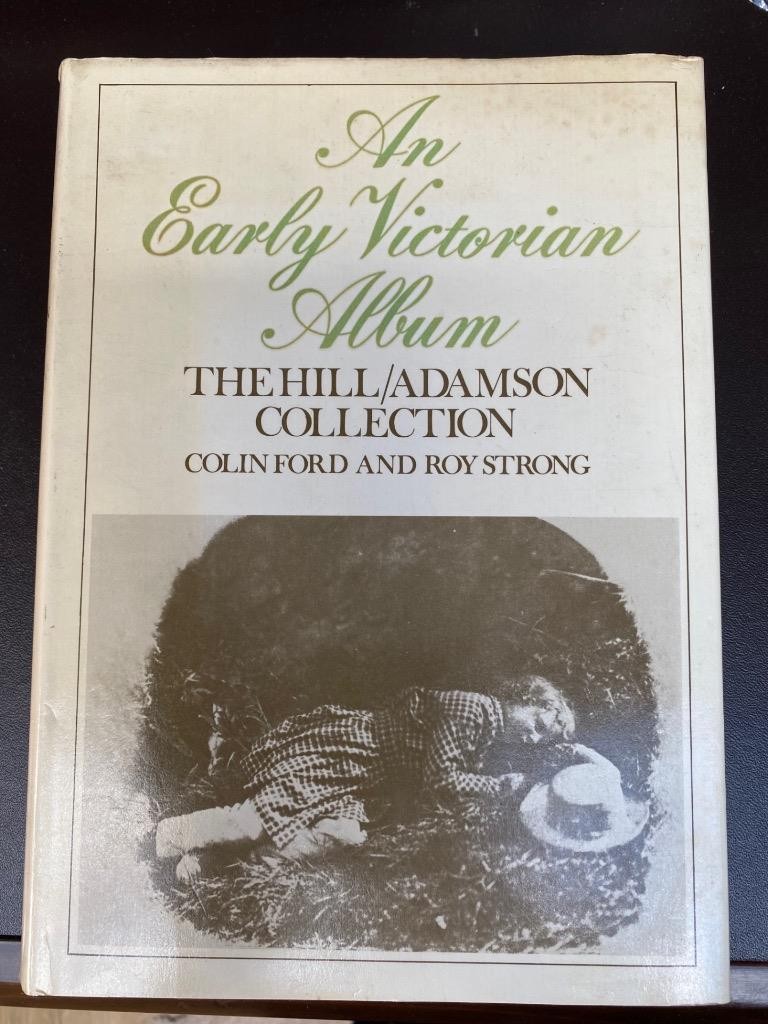 An
Early Victorian
Album
THE HILL/ADAMSON
COLLECTION
COLIN FORD AND ROY STRONG